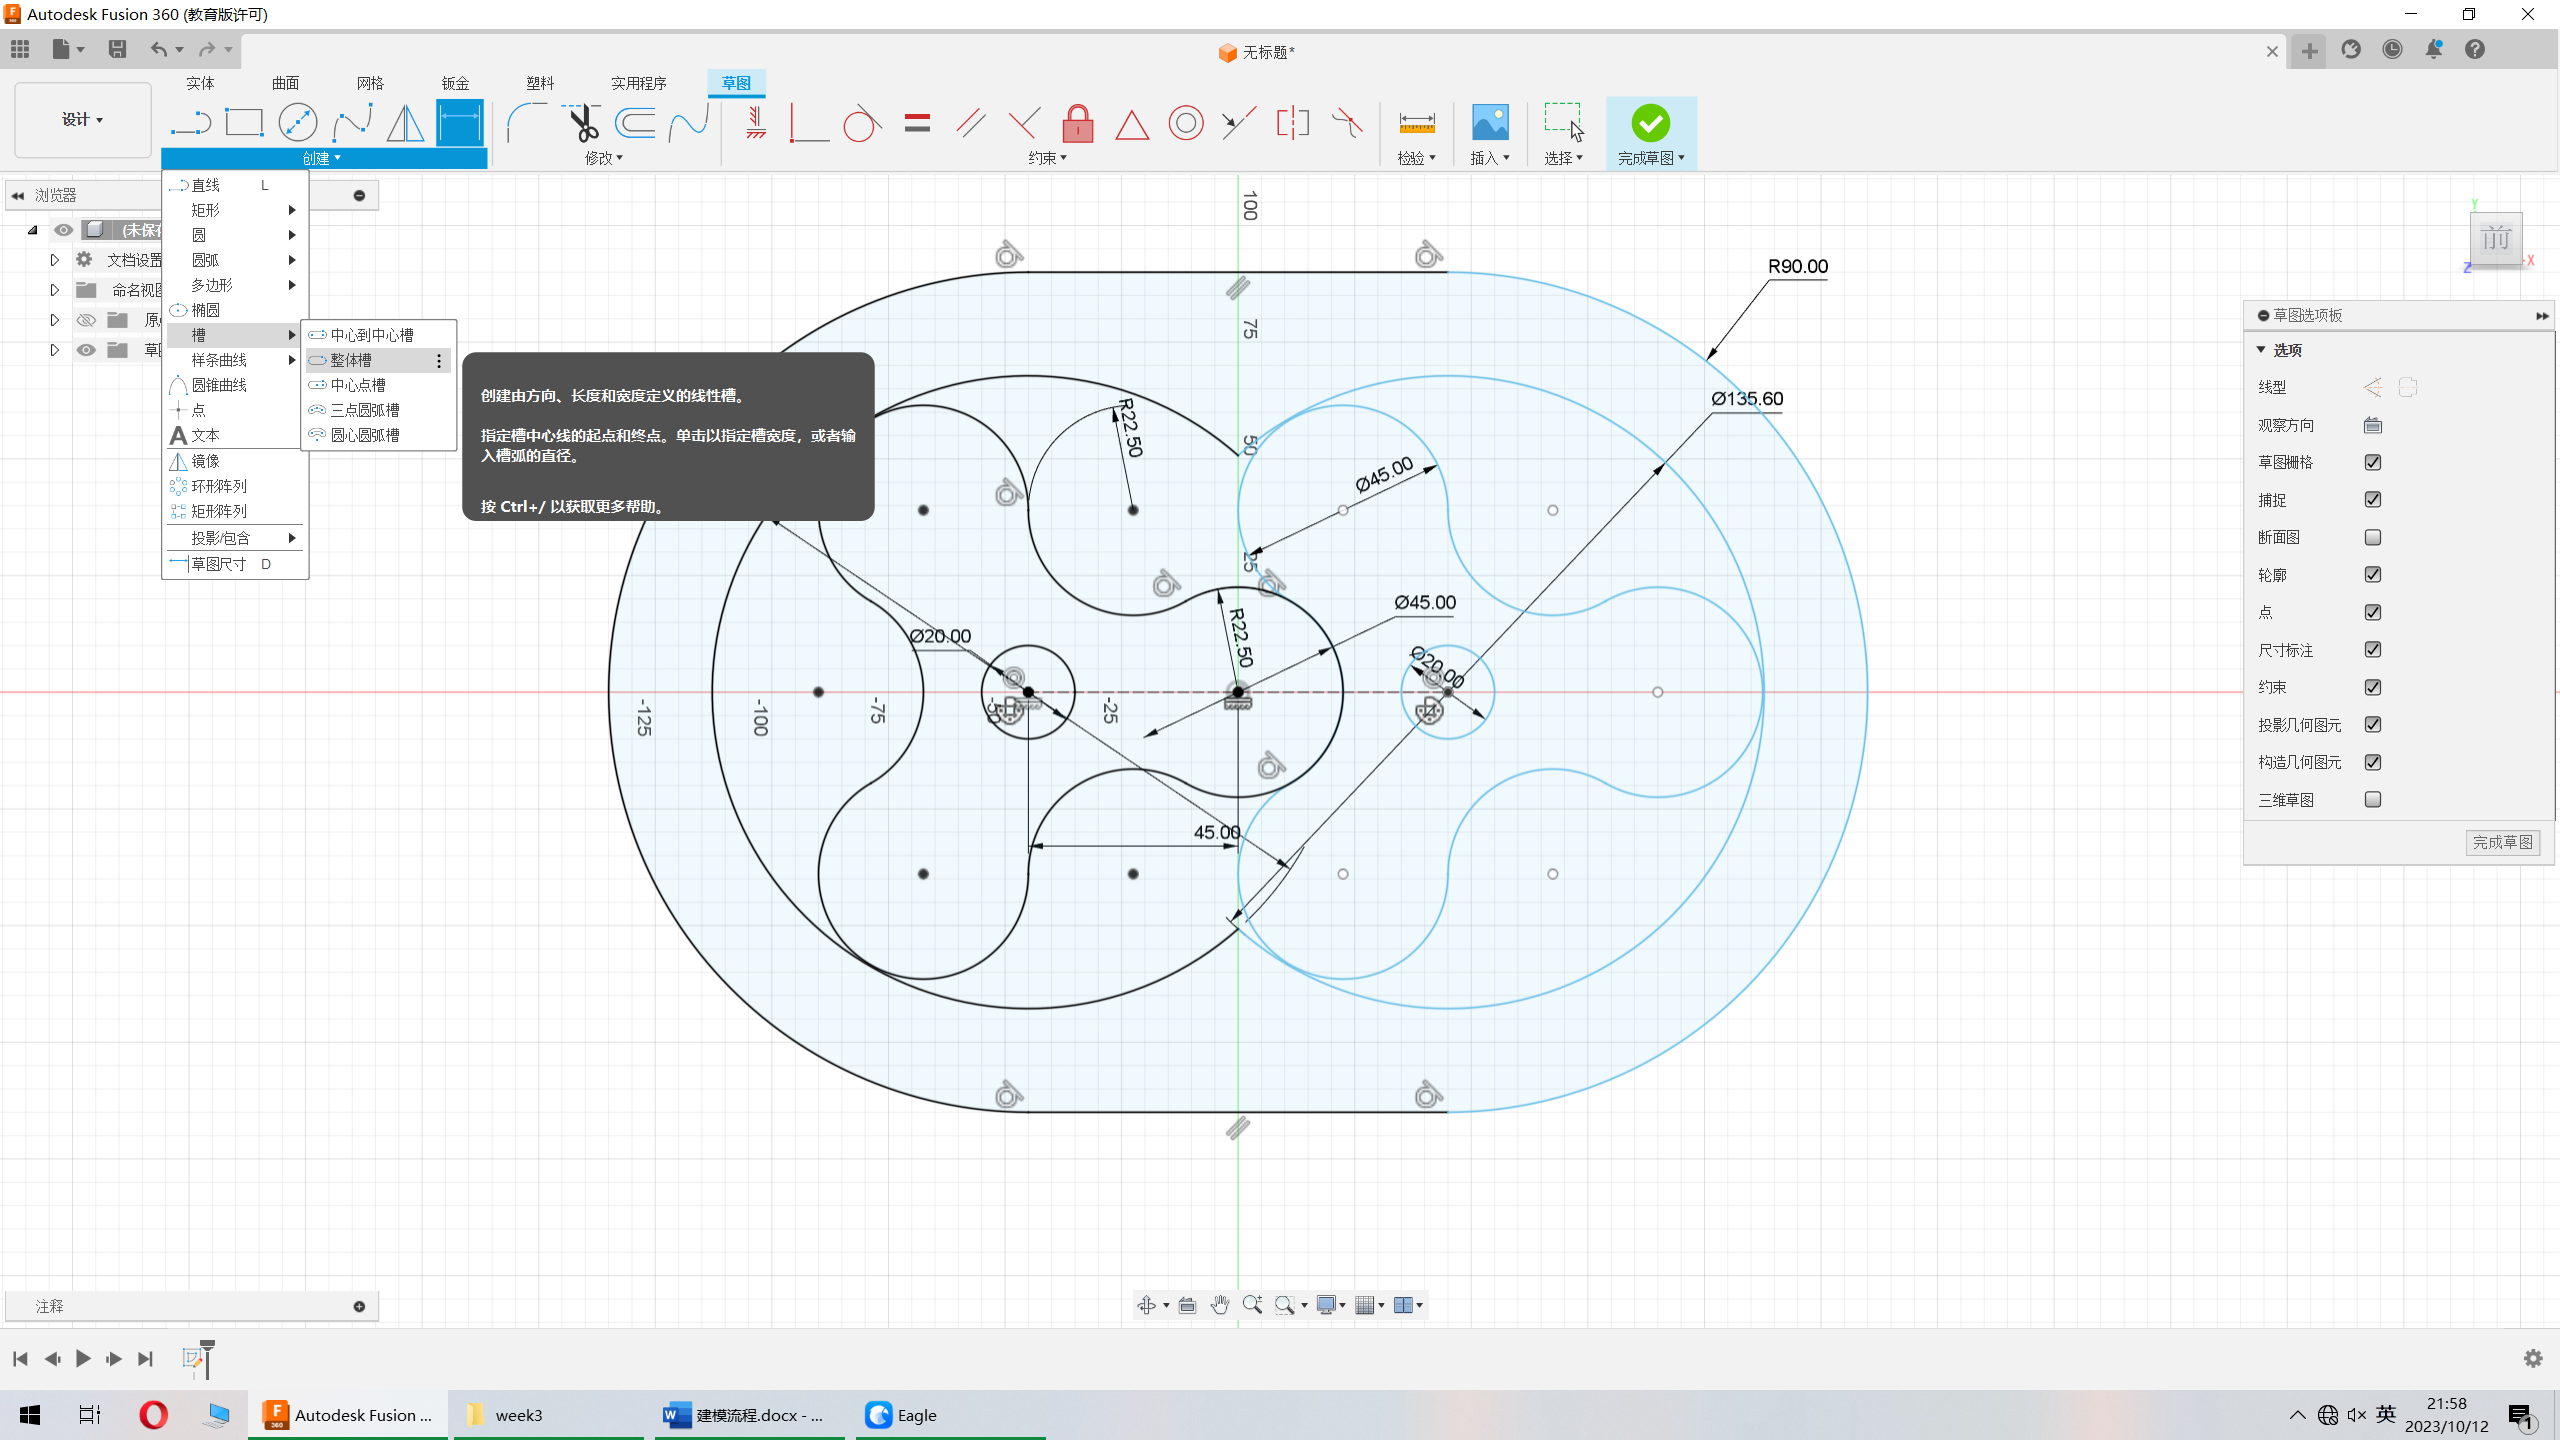 Autodesk Fusion 360 (教育版许可)
无标题*
实体 曲面 网格 钣金 塑料 实用程序 草图
设计
创建 修改 约束 检验 插入 选择 完成草图
浏览器
(未保存
文档设置
命名视图
原
草图
直线 L
矩形
圆
圆弧
多边形
椭圆
槽
样条曲线
圆锥曲线
点
文本
镜像
环形阵列
矩形阵列
投影/包含
草图尺寸 D
中心到中心槽
整体槽
中心点槽
三点圆弧槽
圆心圆弧槽
创建由方向、长度和宽度定义的线性槽。
指定槽中心线的起点和终点。单击以指定槽宽度，或者输
入槽弧的直径。
按 Ctrl+/ 以获取更多帮助。
100
75
50
25
-125
-100
-75
-50
-25
R90.00
Ø135.60
R22.50
Ø45.00
Ø45.00
R22.50
Ø20.00
Ø20.00
45.00
Y
前
Z
X
草图选项板
选项
线型
观察方向
草图栅格
捕捉
断面图
轮廓
点
尺寸标注
约束
投影几何图元
构造几何图元
三维草图
完成草图
注释
Autodesk Fusion ...
week3
建模流程.docx - ...
Eagle
英
21:58
2023/10/12
1